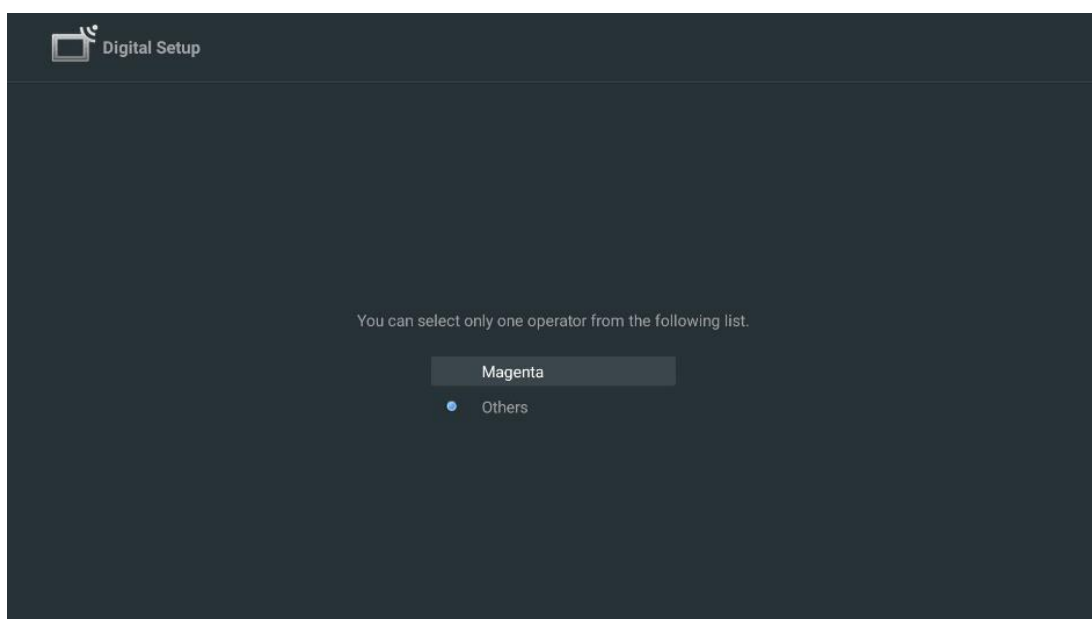 Digital Setup
You can select only one operator from the following list.
Magenta
Others